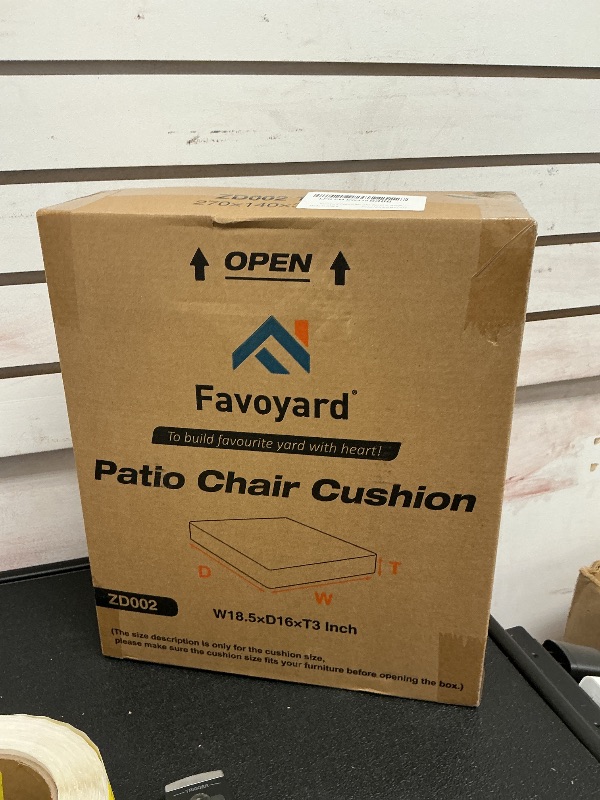 ZD002
270×140×
OPEN
Favoyard®
To build favourite yard with heart!
Patio Chair Cushion
D
W
T
ZD002
W18.5×D16×T3 Inch
(The size description is only for the cushion size,
please make sure the cushion size fits your furniture before opening the box.)